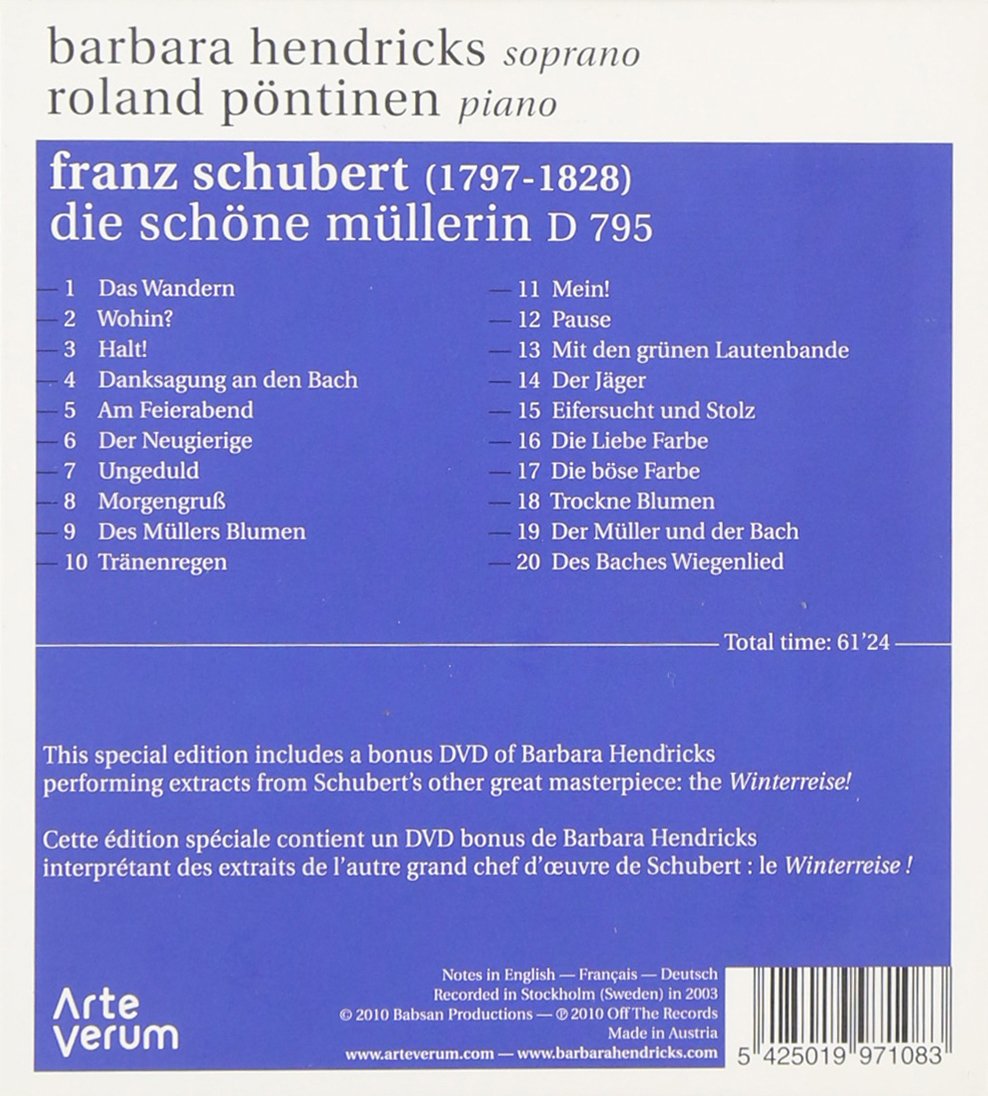 barbara hendricks soprano
roland pöntinen piano
franz schubert (1797-1828)
die schöne müllerin D 795
1 Das Wandern
2 Wohin?
3 Halt!
4 Danksagung an den Bach
5 Am Feierabend
6 Der Neugierige
7 Ungeduld
8 Morgengruß
9 Des Müllers Blumen
10 Tränenregen
11 Mein!
12 Pause
13 Mit den grünen Lautenbande
14 Der Jäger
15 Eifersucht und Stolz
16 Die Liebe Farbe
17 Die böse Farbe
18 Trockne Blumen
19 Der Müller und der Bach
20 Des Baches Wiegenlied
Total time: 61’24
This special edition includes a bonus DVD of Barbara Hendricks
performing extracts from Schubert’s other great masterpiece: the Winterreise!
Cette édition spéciale contient un DVD bonus de Barbara Hendricks
interprétant des extraits de l’autre grand chef d’œuvre de Schubert : le Winterreise !
Arte
verum
Notes in English — Français — Deutsch
Recorded in Stockholm (Sweden) in 2003
© 2010 Babsan Productions — ℗ 2010 Off The Records
Made in Austria
www.arteverum.com — www.barbarahendricks.com
5 425019 971083